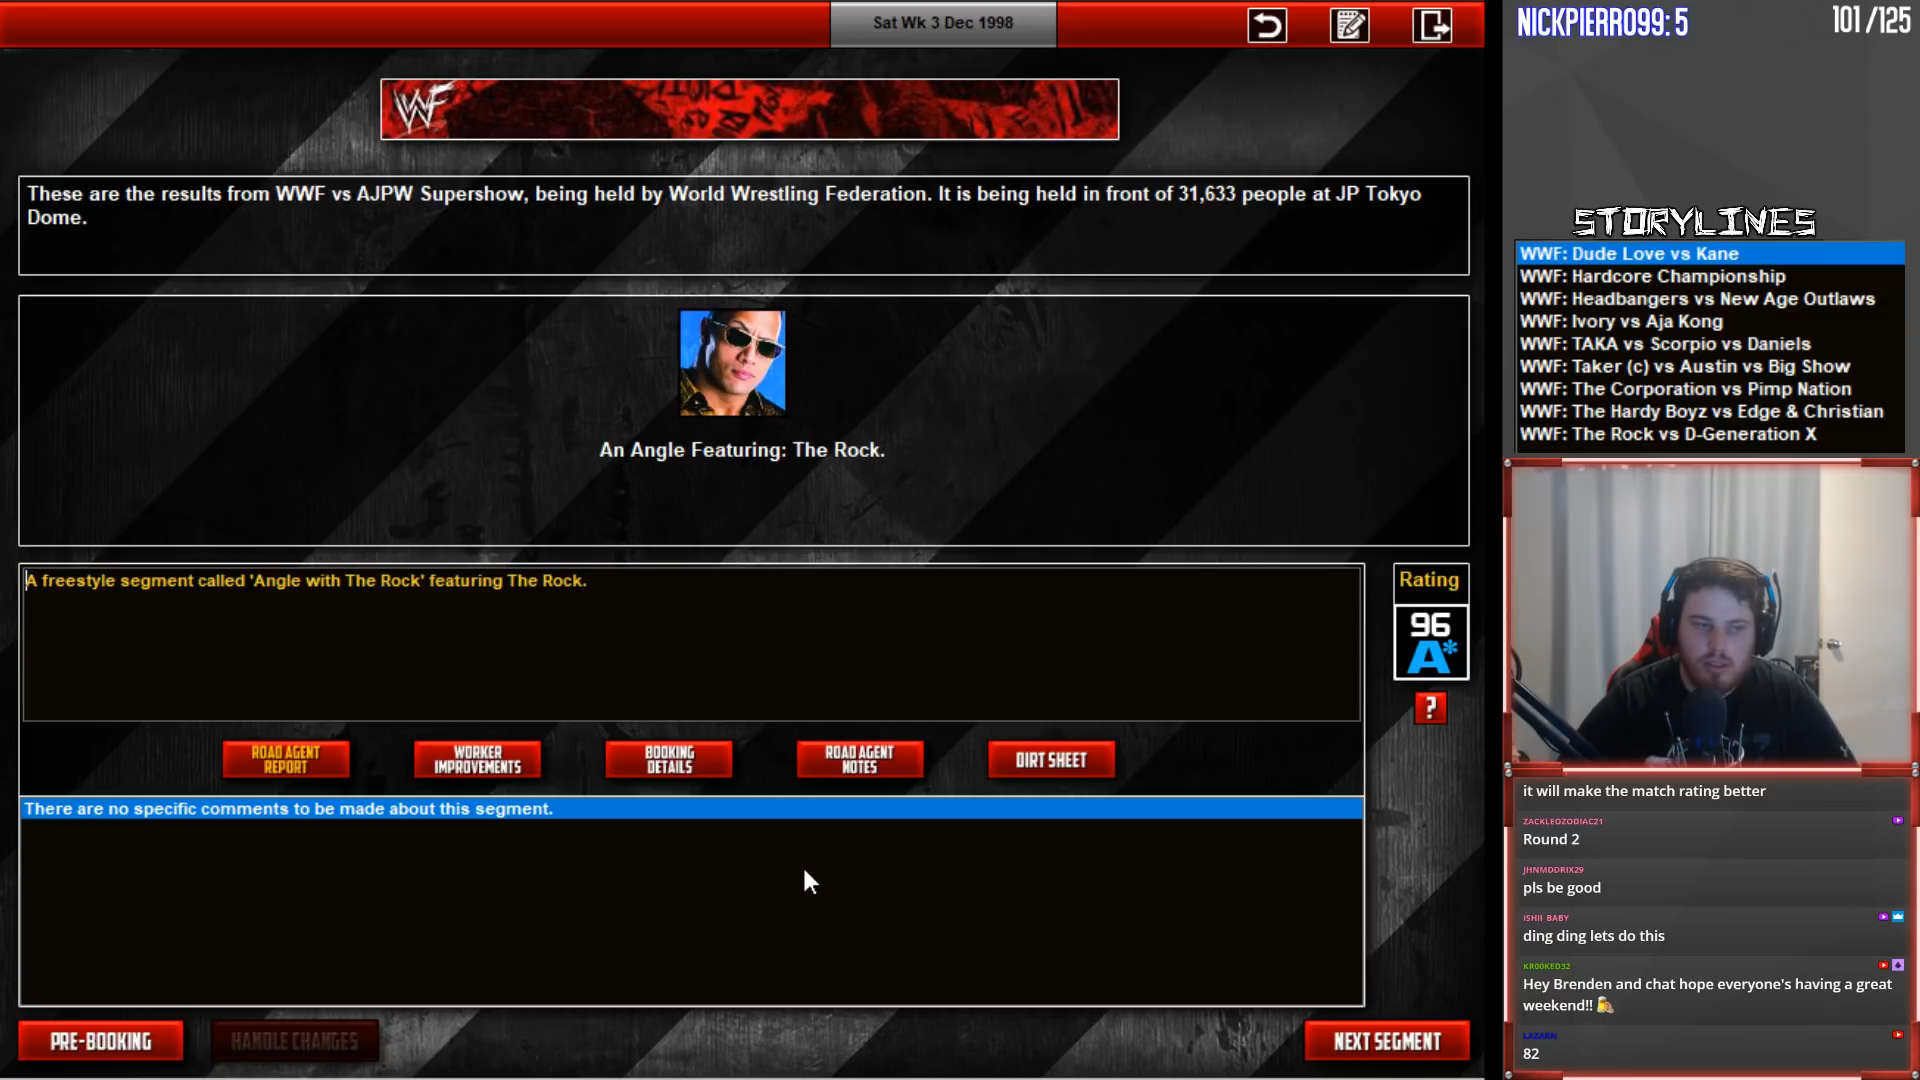 Sat Wk 3 Dec 1998
NICKPIERRO99: 5
101 /125
WWF
These are the results from WWF vs AJPW Supershow, being held by World Wrestling Federation. It is being held in front of 31,633 people at JP Tokyo
Dome.
STORYLINES
WWF: Dude Love vs Kane
WWF: Hardcore Championship
WWF: Headbangers vs New Age Outlaws
WWF: Ivory vs Aja Kong
WWF: TAKA vs Scorpio vs Daniels
WWF: Taker (c) vs Austin vs Big Show
WWF: The Corporation vs Pimp Nation
WWF: The Hardy Boyz vs Edge & Christian
WWF: The Rock vs D-Generation X
An Angle Featuring: The Rock.
A freestyle segment called 'Angle with The Rock' featuring The Rock.
Rating
96
A*
?
ROAD AGENT
REPORT
WORKER
IMPROVEMENTS
BOOKING
DETAILS
ROAD AGENT
NOTES
DIRT SHEET
There are no specific comments to be made about this segment.
PRE-BOOKING
HANDLE CHANGES
NEXT SEGMENT
it will make the match rating better
ZACKLEOZODIAC21
Round 2
JHNMDDRIX29
pls be good
ISHII_BABY
ding ding lets do this
KR00KED32
Hey Brenden and chat hope everyone's having a great
weekend!! 🍻
LAZARN
82